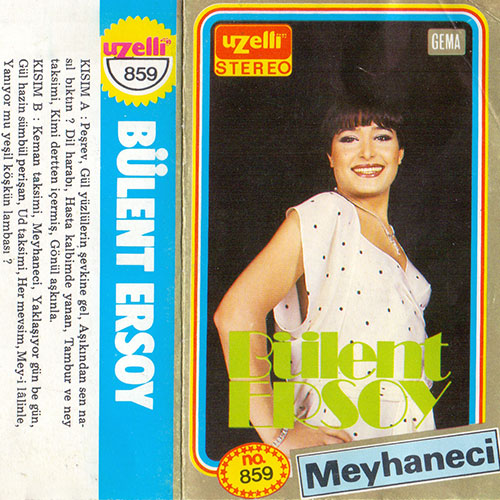 KISIM A : Peşrev, Gül yüzlülerin şevkine gel, Aşıkından sen na-
sıl bıktın ? Dil harabı, Hasta kalbimde yanan, Tambur ve ney
taksimi, Kimi dertten içermiş, Gönül aşkınla.
KISIM B : Keman taksimi, Meyhaneci, Yaklaşıyor gün be gün,
Gül hazin sümbül perişan, Ud taksimi, Her mevsim, Mey-i lâlinle,
Yanıyor mu yeşil köşkün lambası ?
uzelli
859
BÜLENT ERSOY
uzelli
STEREO
GEMA
Bülent
ERSOY
no.
859
Meyhaneci